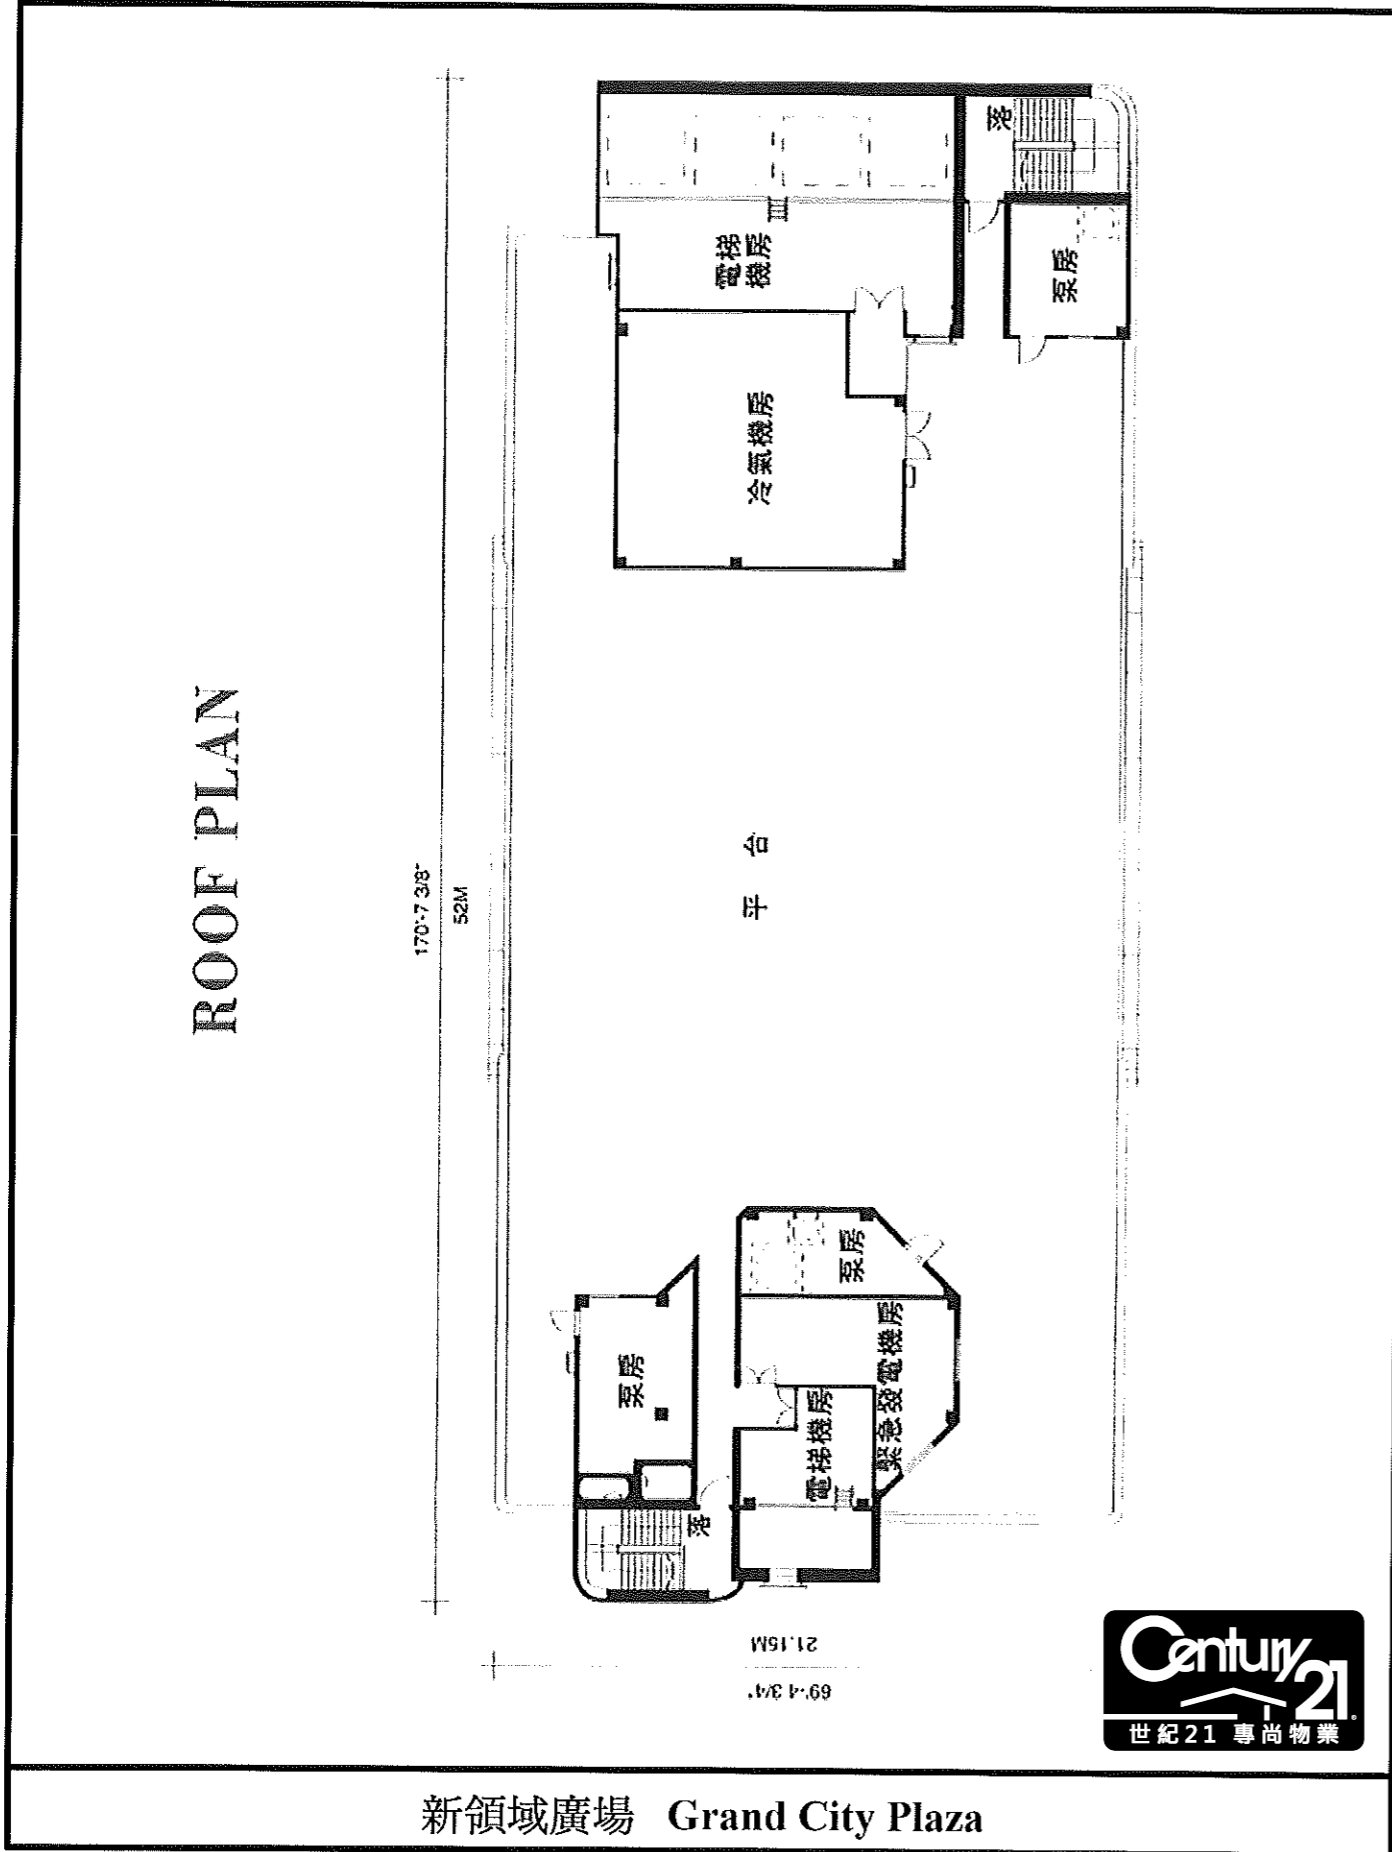 ROOF PLAN
170'-7 3/8"
52M
落
電梯
機房
泵房
冷氣機房
平台
泵房
泵房
緊急發電機房
電梯機房
落
21.15M
69'-4 3/4"
Century 21
世紀21 專尚物業
新領域廣場 Grand City Plaza